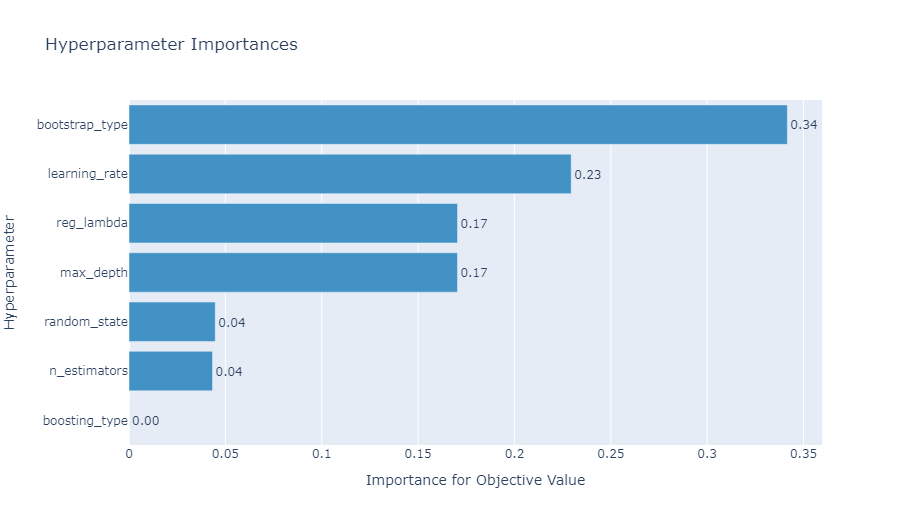 Hyperparameter Importances
Hyperparameter
bootstrap_type 0.34
learning_rate 0.23
reg_lambda 0.17
max_depth 0.17
random_state 0.04
n_estimators 0.04
boosting_type 0.00
0 0.05 0.1 0.15 0.2 0.25 0.3 0.35
Importance for Objective Value